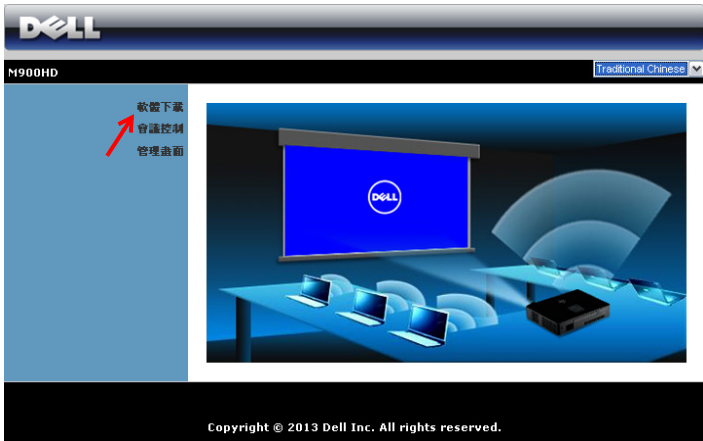 DELL
M900HD
Traditional Chinese
軟體下載
會議控制
管理畫面
DELL
Copyright © 2013 Dell Inc. All rights reserved.